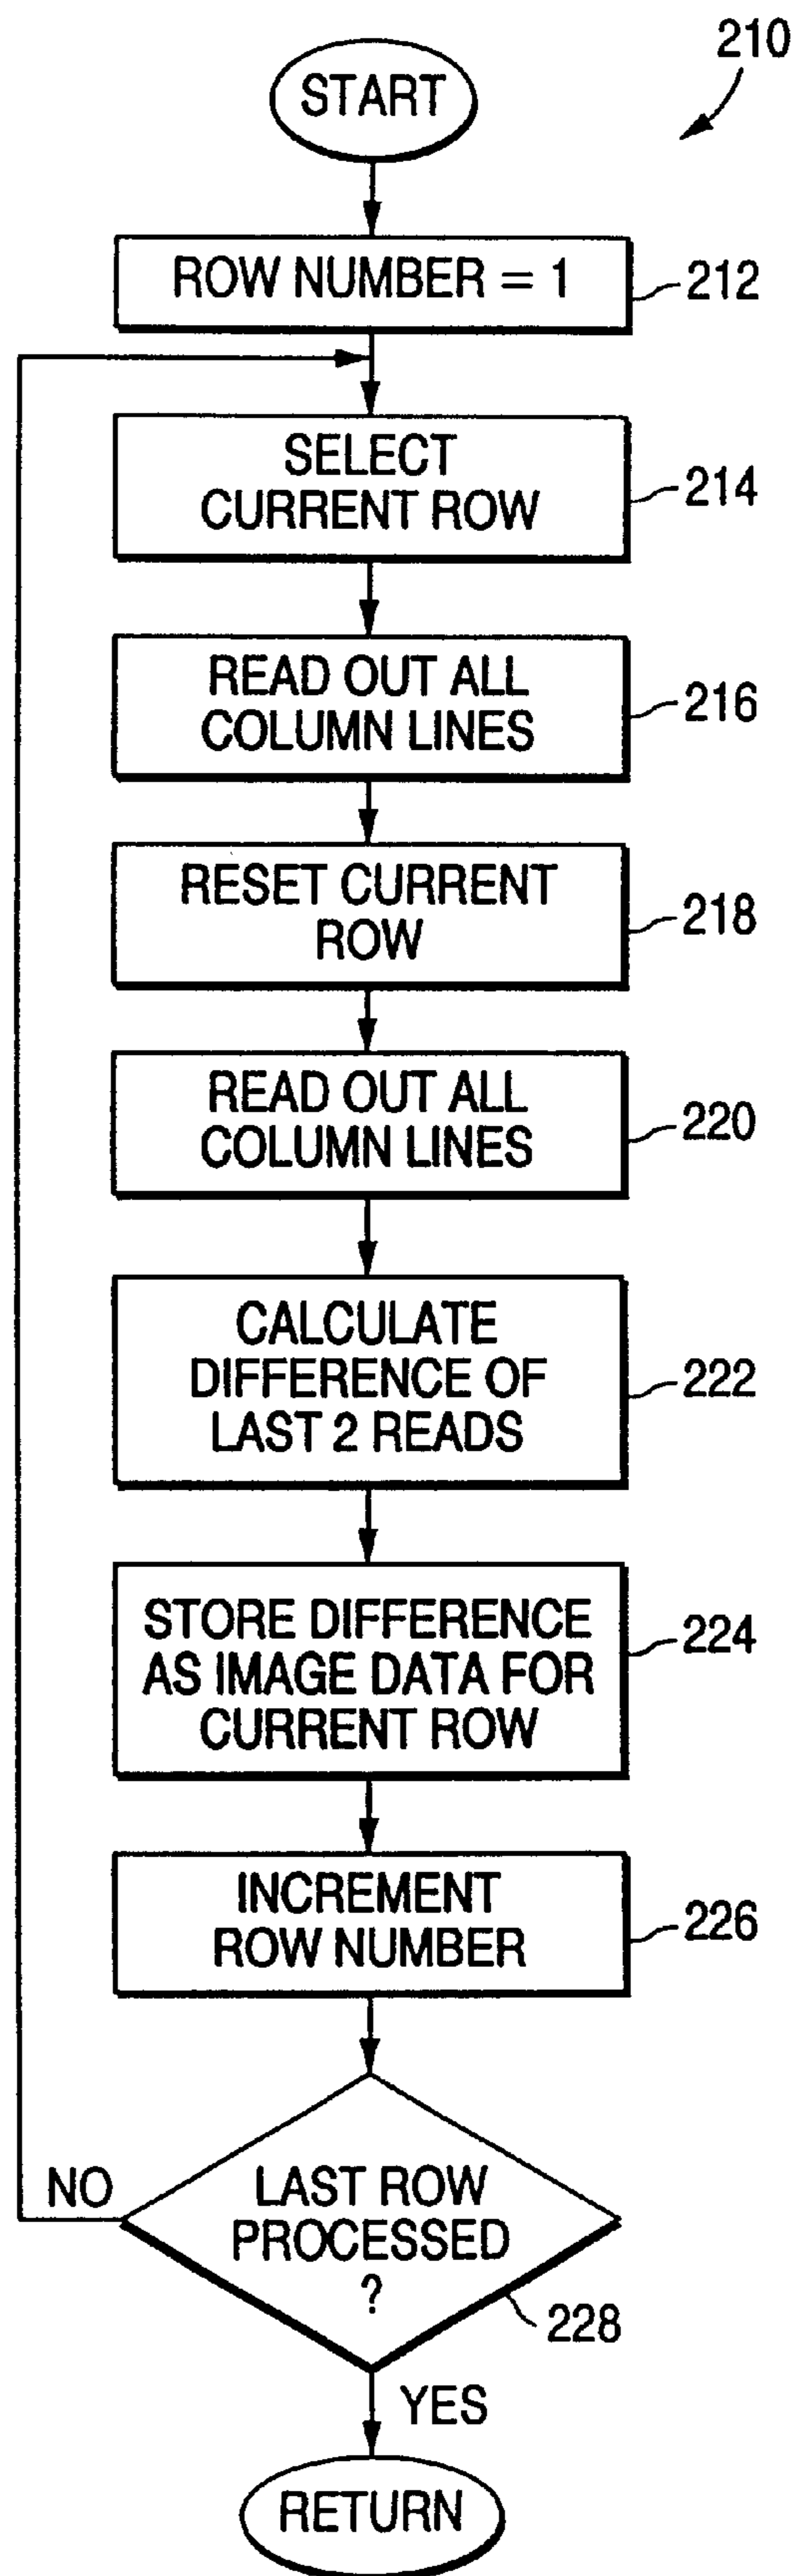 210
START
ROW NUMBER = 1
212
SELECT
CURRENT ROW
214
READ OUT ALL
COLUMN LINES
216
RESET CURRENT
ROW
218
READ OUT ALL
COLUMN LINES
220
CALCULATE
DIFFERENCE OF
LAST 2 READS
222
STORE DIFFERENCE
AS IMAGE DATA FOR
CURRENT ROW
224
INCREMENT
ROW NUMBER
226
NO
LAST ROW
PROCESSED
?
228
YES
RETURN